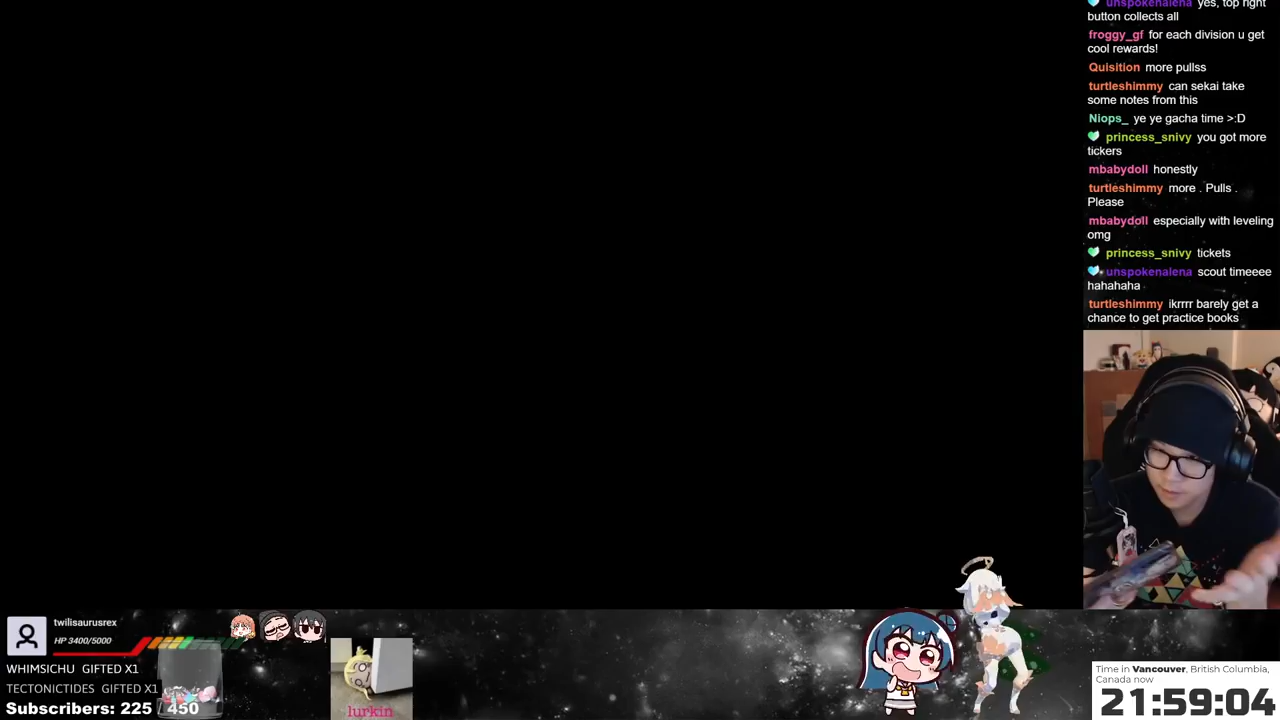 unspokenalena yes, top right
button collects all
froggy_gf for each division u get
cool rewards!
Quisition more pullss
turtleshimmy can sekai take
some notes from this
Niops_ ye ye gacha time >:D
princess_snivy you got more
tickers
mbabydoll honestly
turtleshimmy more . Pulls .
Please
mbabydoll especially with leveling
omg
princess_snivy tickets
unspokenalena scout timeeee
hahahaha
turtleshimmy ikrrrr barely get a
chance to get practice books
twilisaurusrex
HP 3400/5000
WHIMSICHU GIFTED X1
TECTONICTIDES GIFTED X1
Subscribers: 225 / 450
lurkin
Time in Vancouver, British Columbia,
Canada now
21:59:04